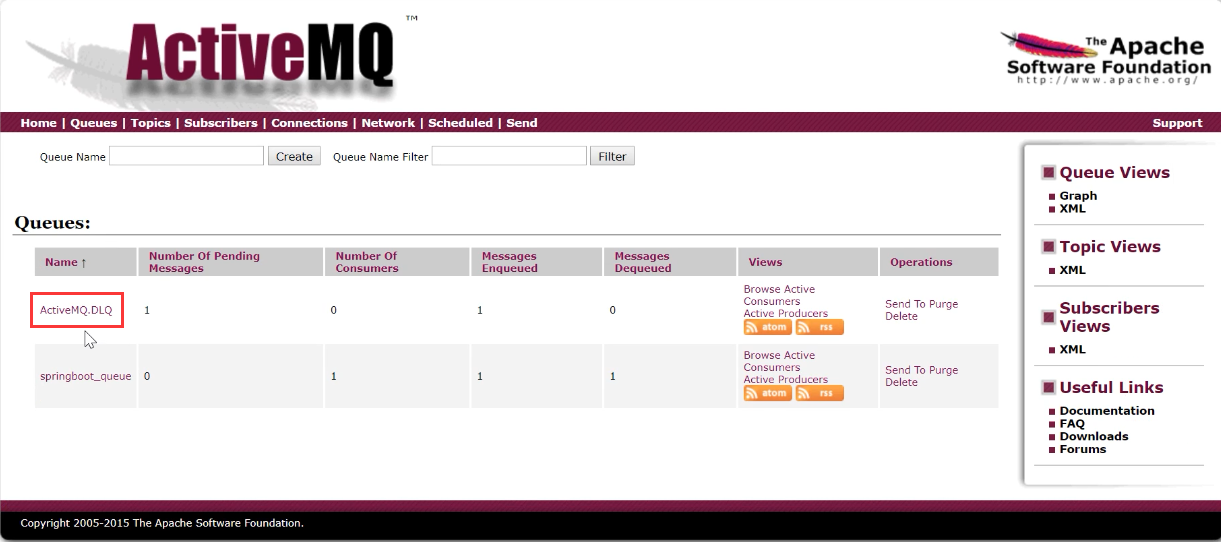 ActiveMQ ™
The Apache
Software Foundation
http://www.apache.org/
Home | Queues | Topics | Subscribers | Connections | Network | Scheduled | Send
Support
Queue Name Create Queue Name Filter Filter
Queues:
Name ↑ Number Of Pending Messages Number Of Consumers Messages Enqueued Messages Dequeued Views Operations
ActiveMQ.DLQ 1 0 1 0
Browse Active
Consumers
Active Producers
atom rss
Send To Purge
Delete
springboot_queue 0 1 1 1
Browse Active
Consumers
Active Producers
atom rss
Send To Purge
Delete
Queue Views
Graph
XML
Topic Views
XML
Subscribers
Views
XML
Useful Links
Documentation
FAQ
Downloads
Forums
Copyright 2005-2015 The Apache Software Foundation.